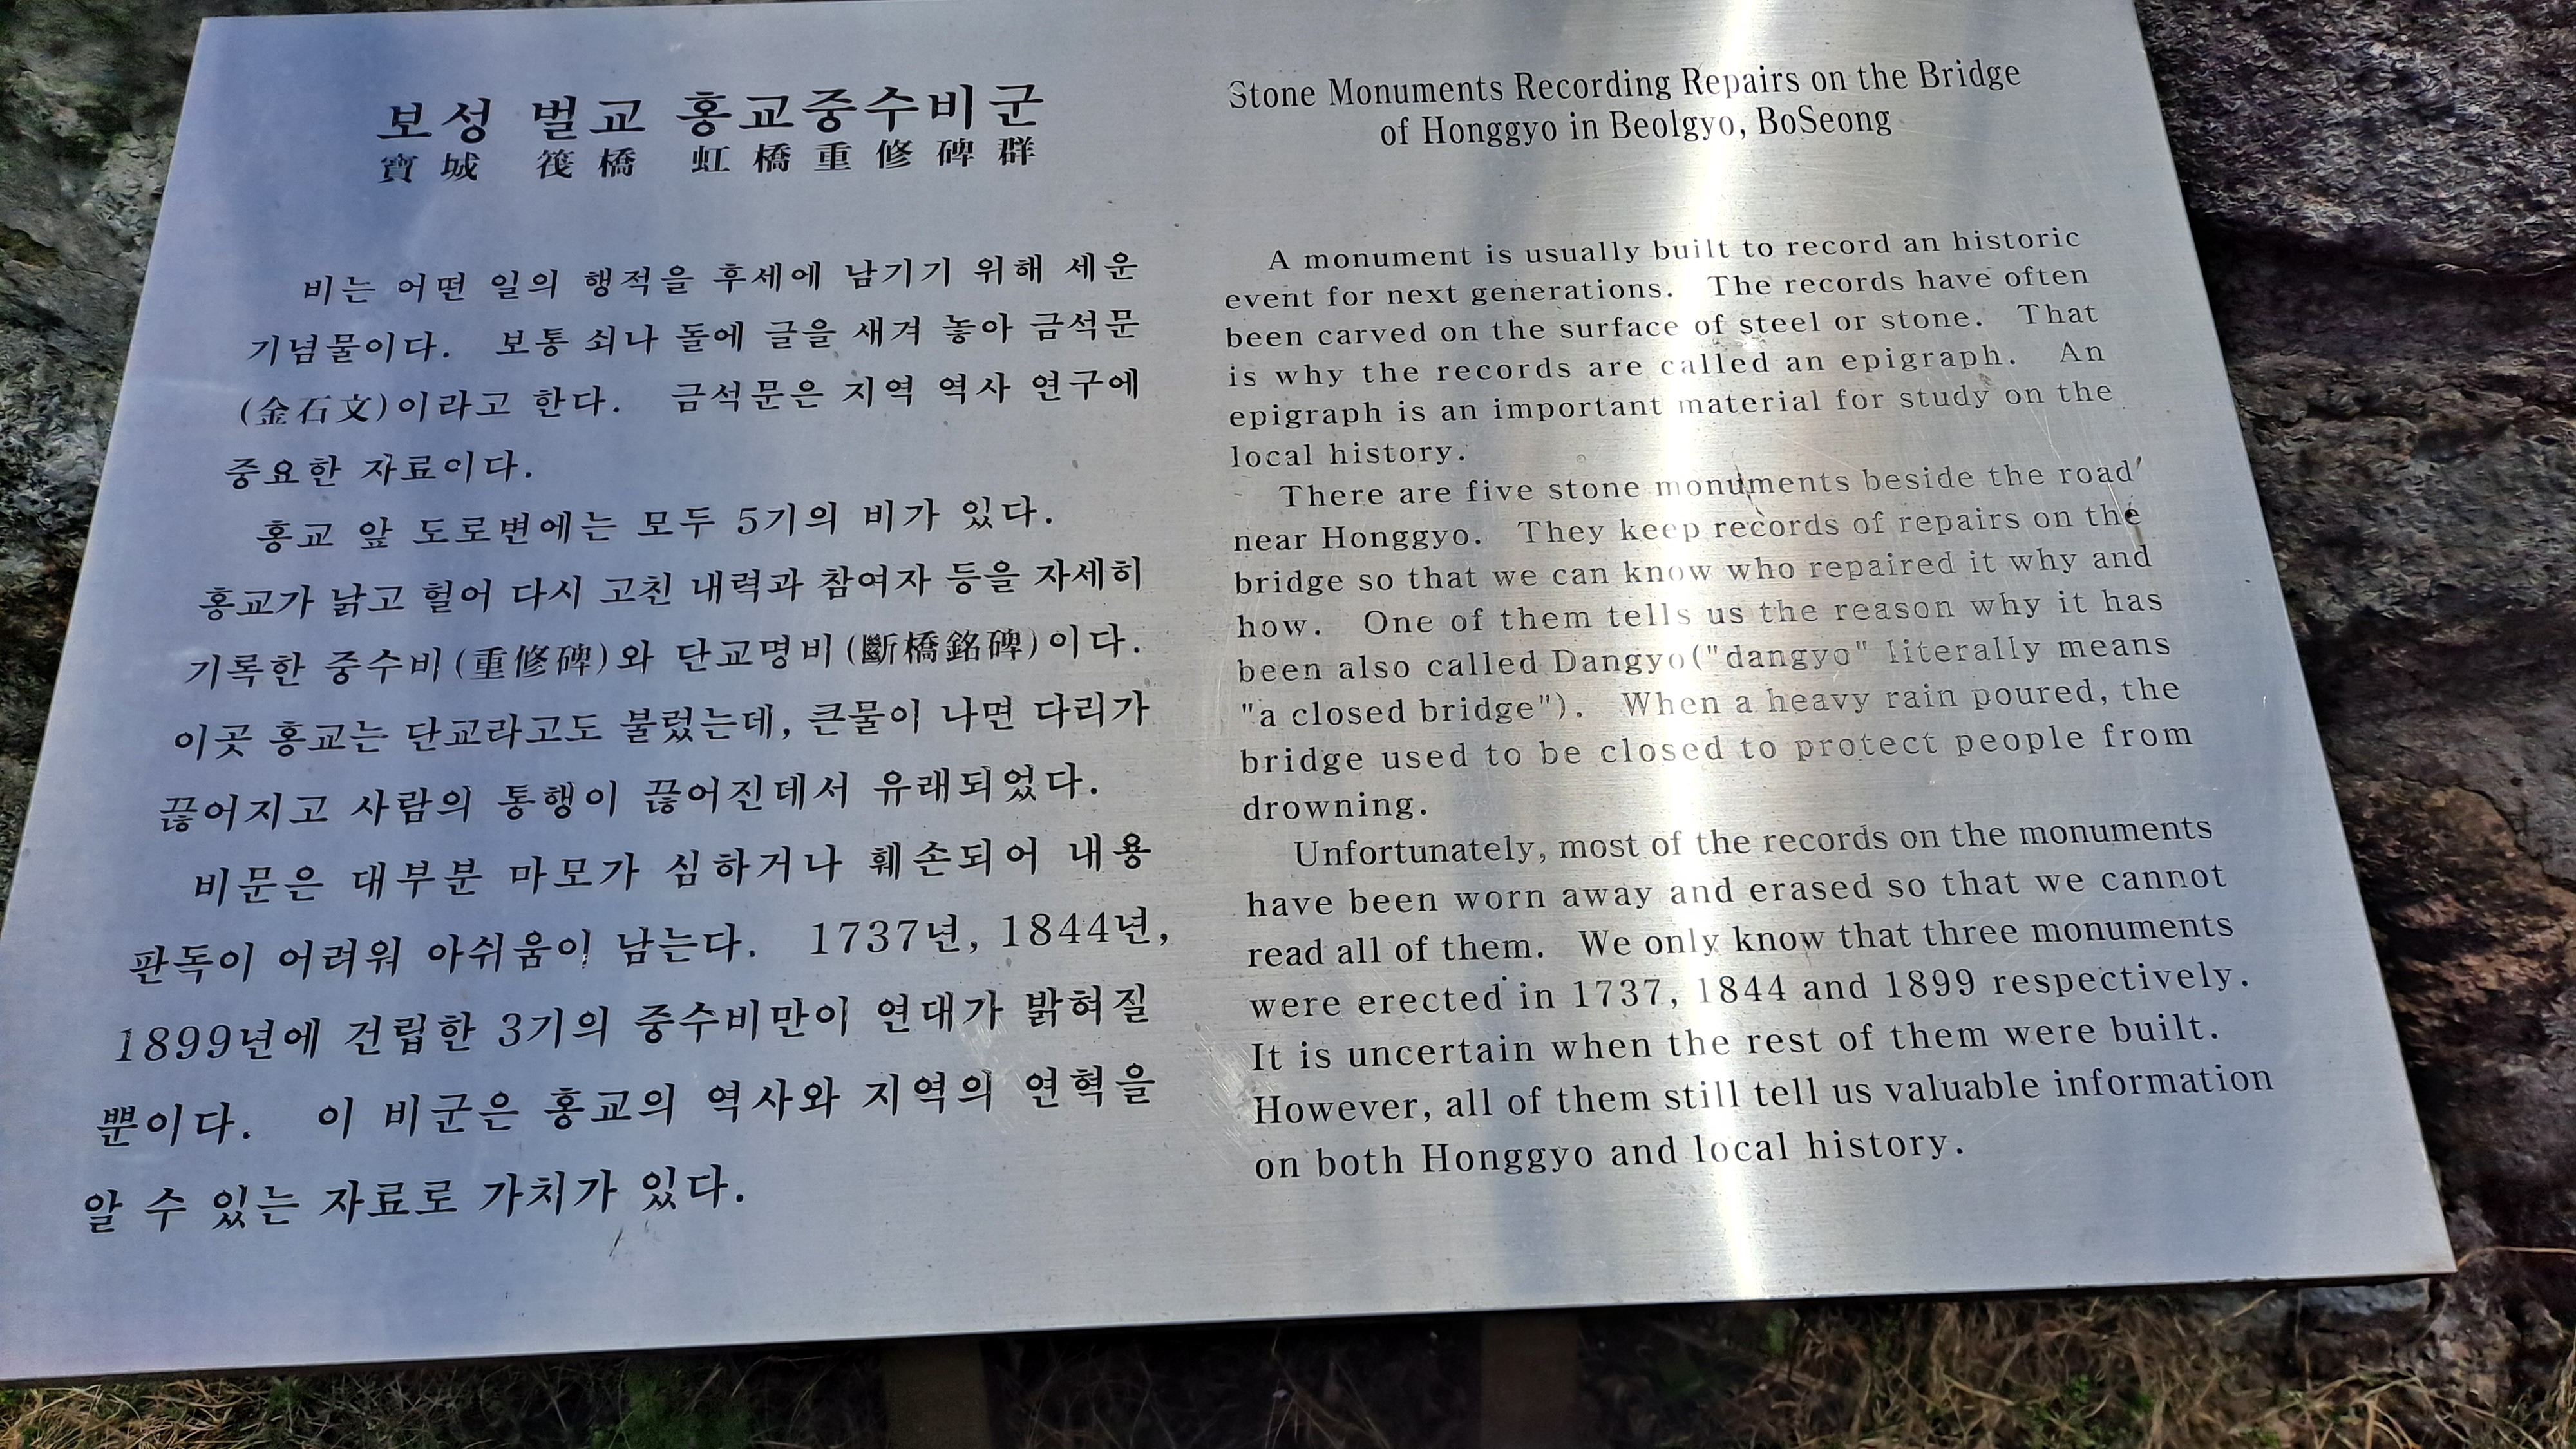 보성 벌교 홍교중수비군
寶城 筏橋 虹橋重修碑群
비는 어떤 일의 행적을 후세에 남기기 위해 세운
기념물이다. 보통 쇠나 돌에 글을 새겨 놓아 금석문
(金石文)이라고 한다. 금석문은 지역 역사 연구에
중요한 자료이다.
홍교 앞 도로변에는 모두 5기의 비가 있다.
홍교가 낡고 헐어 다시 고친 내력과 참여자 등을 자세히
기록한 중수비(重修碑)와 단교명비(斷橋銘碑)이다.
이곳 홍교는 단교라고도 불렀는데, 큰물이 나면 다리가
끊어지고 사람의 통행이 끊어진데서 유래되었다.
비문은 대부분 마모가 심하거나 훼손되어 내용
판독이 어려워 아쉬움이 남는다. 1737년, 1844년,
1899년에 건립한 3기의 중수비만이 연대가 밝혀질
뿐이다. 이 비군은 홍교의 역사와 지역의 연혁을
알 수 있는 자료로 가치가 있다.
Stone Monuments Recording Repairs on the Bridge
of Honggyo in Beolgyo, BoSeong
A monument is usually built to record an historic
event for next generations. The records have often
been carved on the surface of steel or stone. That
is why the records are called an epigraph. An
epigraph is an important material for study on the
local history.
There are five stone monuments beside the road
near Honggyo. They keep records of repairs on the
bridge so that we can know who repaired it why and
how. One of them tells us the reason why it has
been also called Dangyo("dangyo" literally means
"a closed bridge"). When a heavy rain poured, the
bridge used to be closed to protect people from
drowning.
Unfortunately, most of the records on the monuments
have been worn away and erased so that we cannot
read all of them. We only know that three monuments
were erected in 1737, 1844 and 1899 respectively.
It is uncertain when the rest of them were built.
However, all of them still tell us valuable information
on both Honggyo and local history.